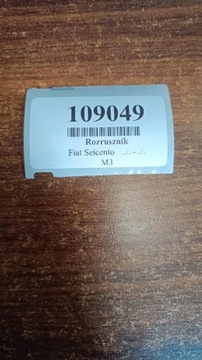 109049
Rozrusznik
Fiat Seicento ../.. - ../..
M3